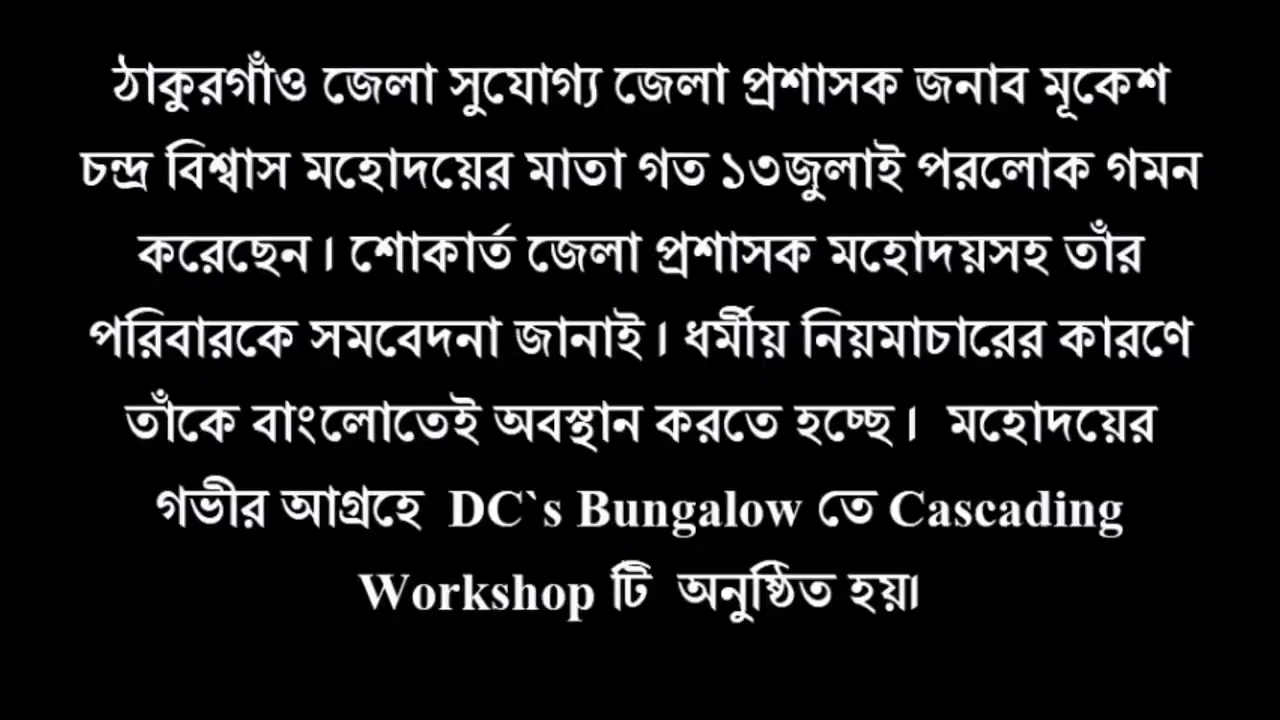 ঠাকুরগাঁও জেলা সুযোগ্য জেলা প্রশাসক জনাব মূকেশ
চন্দ্র বিশ্বাস মহোদয়ের মাতা গত ১৩জুলাই পরলোক গমন
করেছেন। শোকার্ত জেলা প্রশাসক মহোদয়সহ তাঁর
পরিবারকে সমবেদনা জানাই। ধর্মীয় নিয়মাচারের কারণে
তাঁকে বাংলোতেই অবস্থান করতে হচ্ছে। মহোদয়ের
গভীর আগ্রহে DC`s Bungalow তে Cascading
Workshop টি অনুষ্ঠিত হয়।